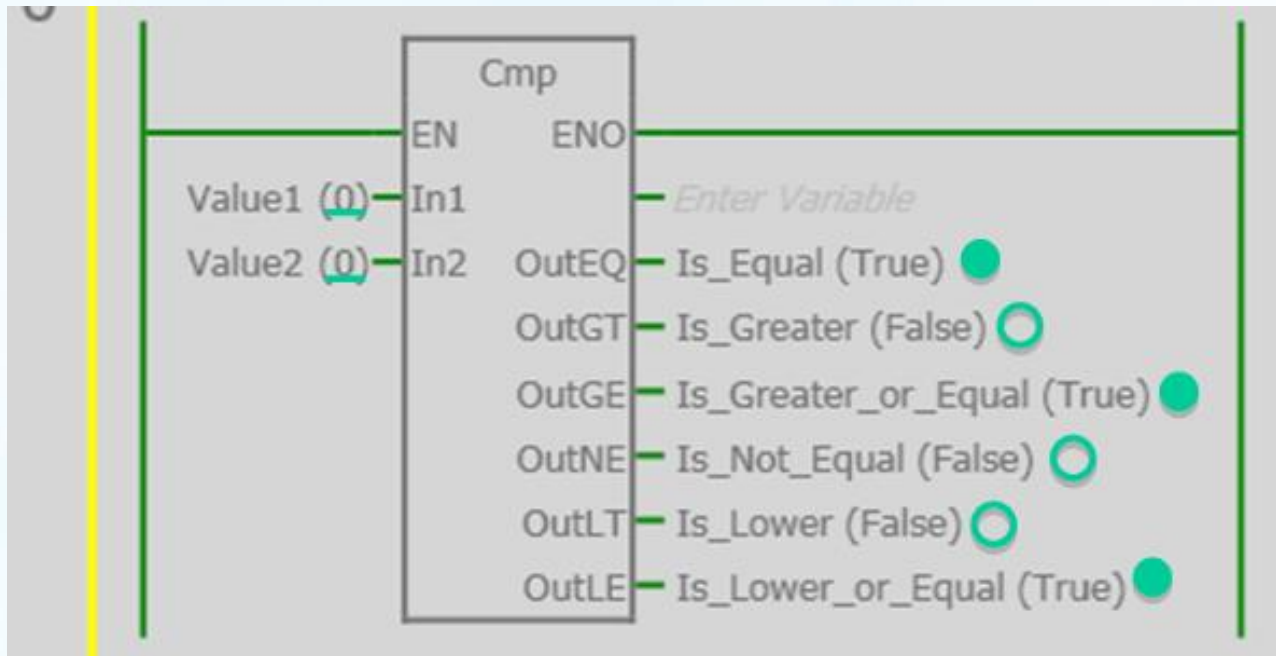 0
Cmp
EN ENO
Value1 (0) In1 Enter Variable
Value2 (0) In2 OutEQ Is_Equal (True)
OutGT Is_Greater (False)
OutGE Is_Greater_or_Equal (True)
OutNE Is_Not_Equal (False)
OutLT Is_Lower (False)
OutLE Is_Lower_or_Equal (True)